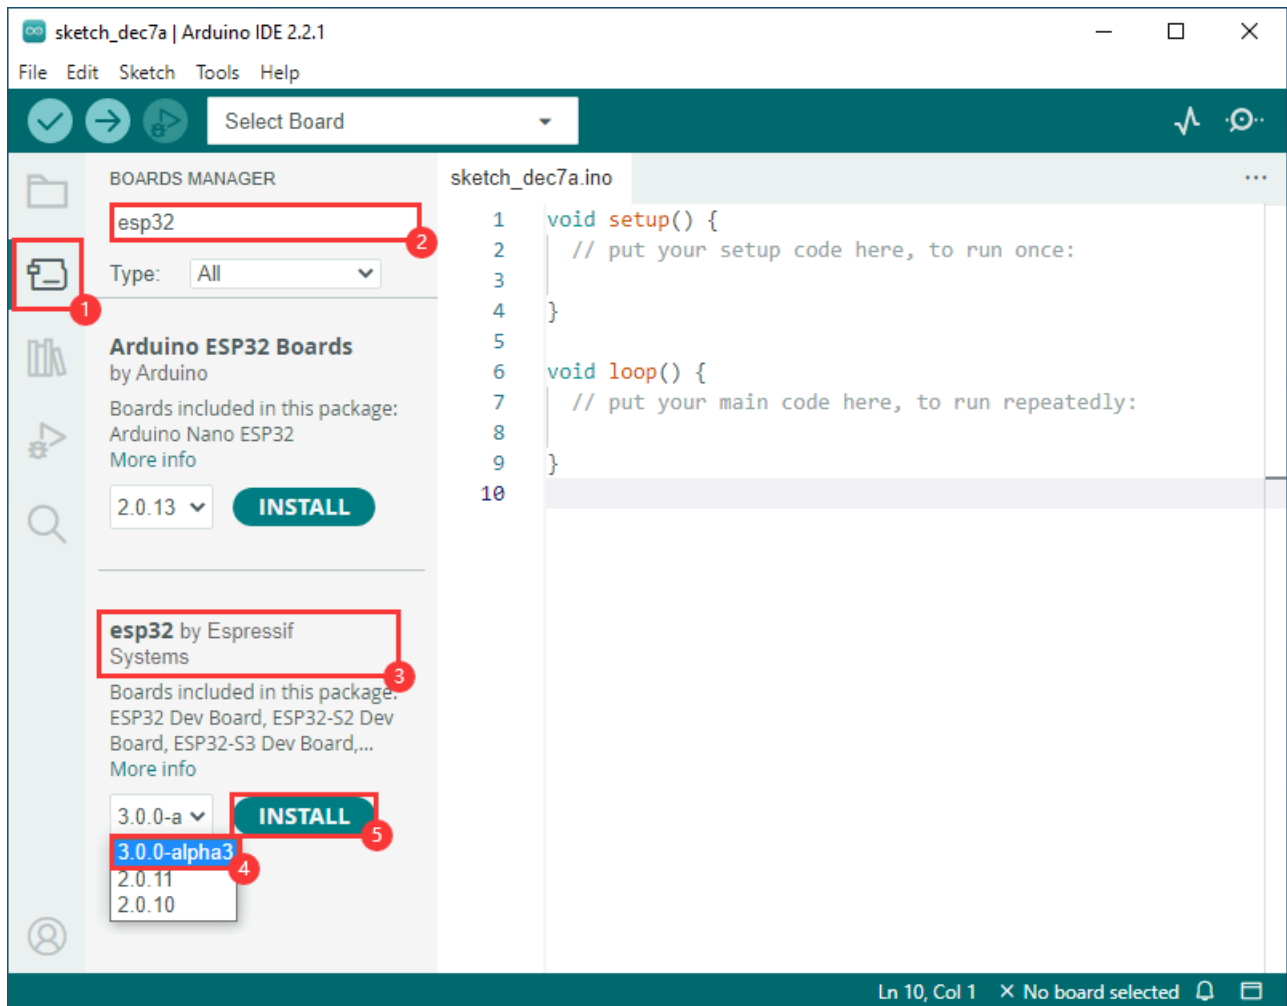 sketch_dec7a | Arduino IDE 2.2.1
File Edit Sketch Tools Help
Select Board
BOARDS MANAGER
esp32
2
Type: All
1
Arduino ESP32 Boards
by Arduino
Boards included in this package:
Arduino Nano ESP32
More info
2.0.13 INSTALL
esp32 by Espressif
Systems
3
Boards included in this package:
ESP32 Dev Board, ESP32-S2 Dev
Board, ESP32-S3 Dev Board,...
More info
3.0.0-a INSTALL
5
3.0.0-alpha3
4
2.0.11
2.0.10
sketch_dec7a.ino
1 void setup() {
2 // put your setup code here, to run once:
3
4 }
5
6 void loop() {
7 // put your main code here, to run repeatedly:
8
9 }
10
Ln 10, Col 1 × No board selected